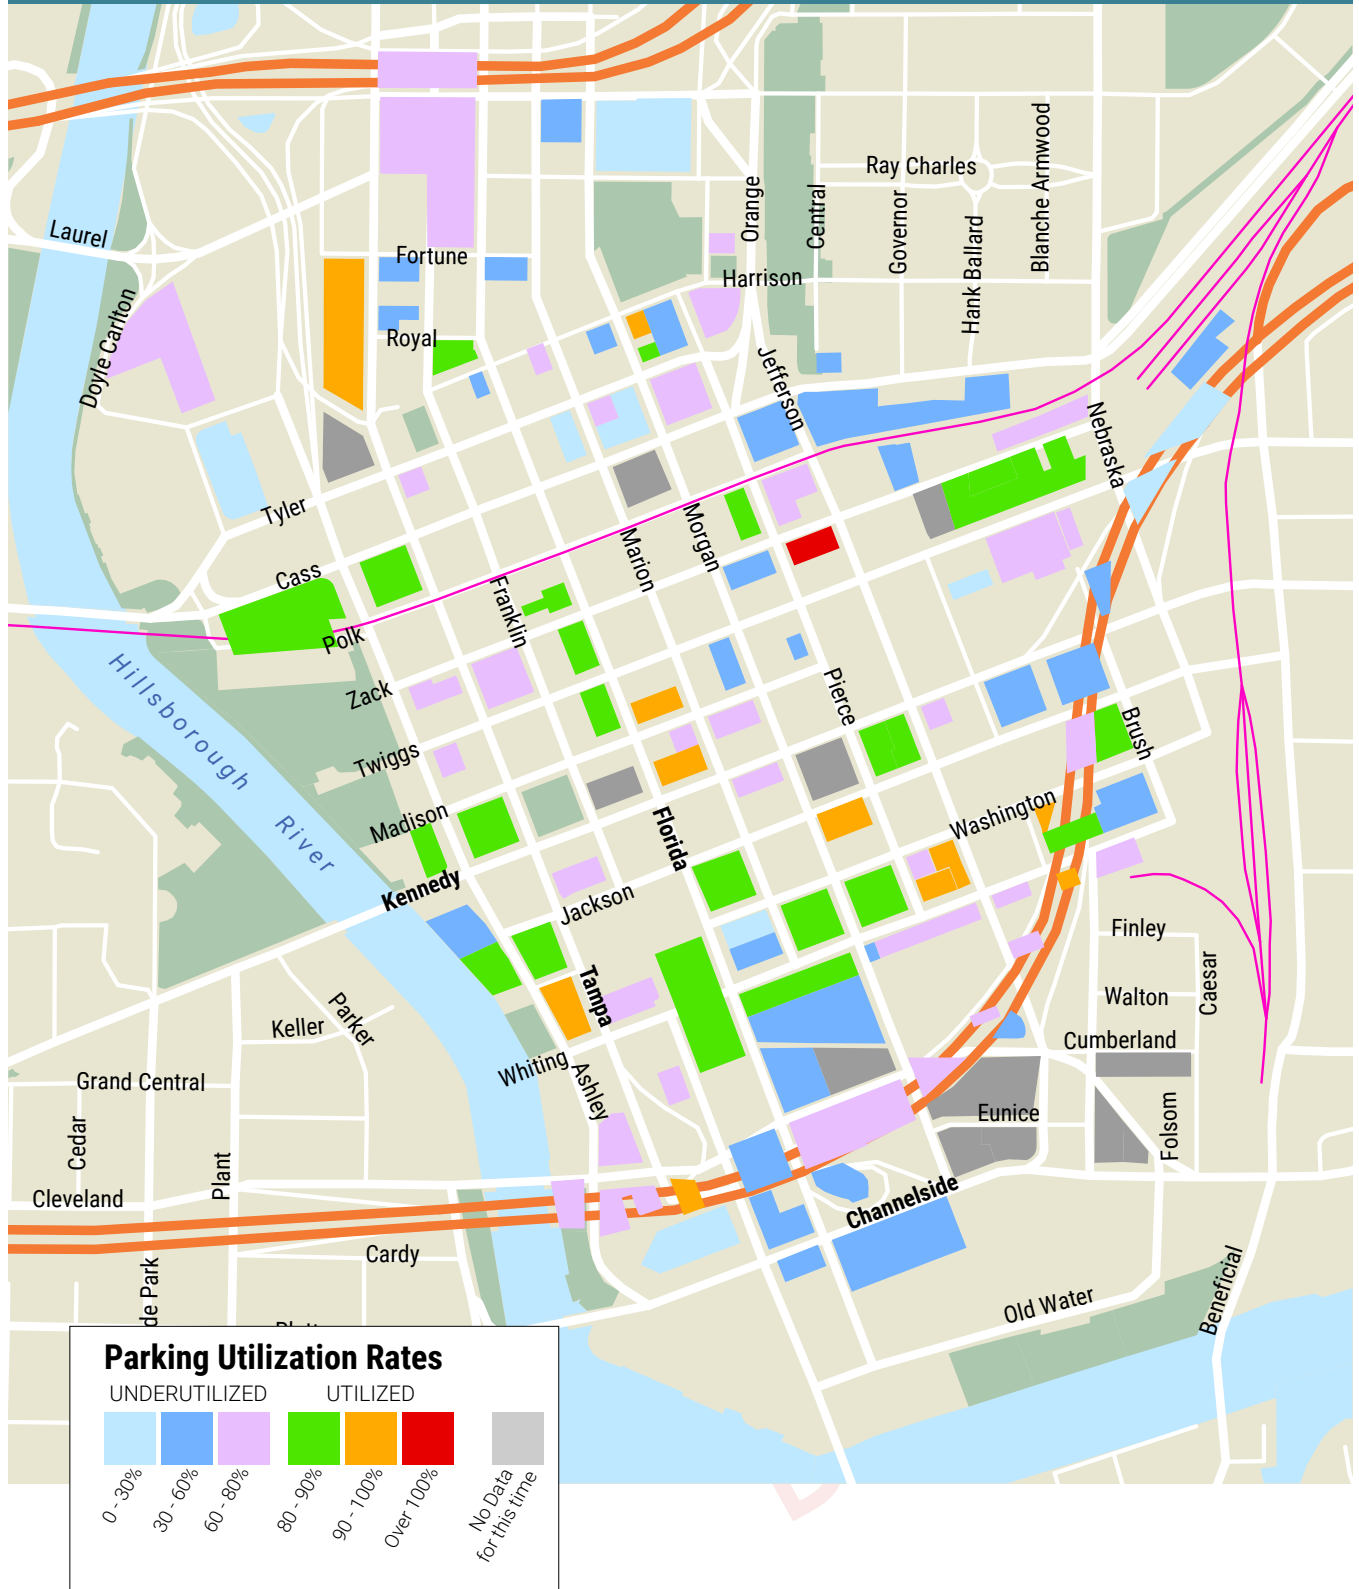 Ray Charles
Blanche Armwood
Orange
Central
Governor
Hank Ballard
Laurel
Fortune
Harrison
Doyle Carlton
Royal
Jefferson
Nebraska
Tyler
Morgan
Marion
Cass
Franklin
Polk
Hillsborough
River
Zack
Pierce
Brush
Twiggs
Madison
Washington
Florida
Kennedy
Jackson
Finley
Tampa
Caesar
Walton
Parker
Keller
Cumberland
Whiting
Ashley
Grand Central
Eunice
Folsom
Cedar
Plant
Cleveland
Channelside
Cardy
de Park
Beneficial
Old Water
Parking Utilization Rates
UNDERUTILIZED UTILIZED
0 - 30%
30 - 60%
60 - 80%
80 - 90%
90 - 100%
Over 100%
No Data
for this time